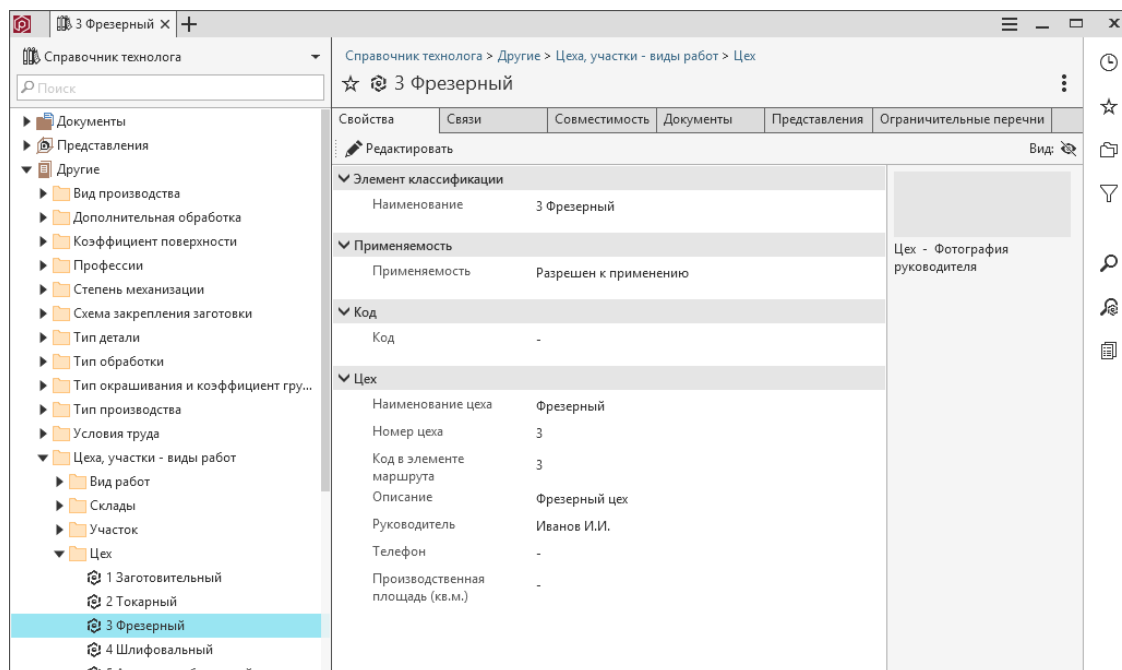 3 Фрезерный
Справочник технолога
Поиск
Документы
Представления
Другие
Вид производства
Дополнительная обработка
Коэффициент поверхности
Профессии
Степень механизации
Схема закрепления заготовки
Тип детали
Тип обработки
Тип окрашивания и коэффициент гру...
Тип производства
Условия труда
Цеха, участки - виды работ
Вид работ
Склады
Участок
Цех
1 Заготовительный
2 Токарный
3 Фрезерный
4 Шлифовальный
Справочник технолога > Другие > Цеха, участки - виды работ > Цех
3 Фрезерный
Свойства Связи Совместимость Документы Представления Ограничительные перечни
Редактировать Вид:
Элемент классификации
Наименование 3 Фрезерный
Применяемость
Применяемость Разрешен к применению
Код
Код -
Цех
Наименование цеха Фрезерный
Номер цеха 3
Код в элементе
маршрута 3
Описание Фрезерный цех
Руководитель Иванов И.И.
Телефон -
Производственная
площадь (кв.м.) -
Цех - Фотография
руководителя